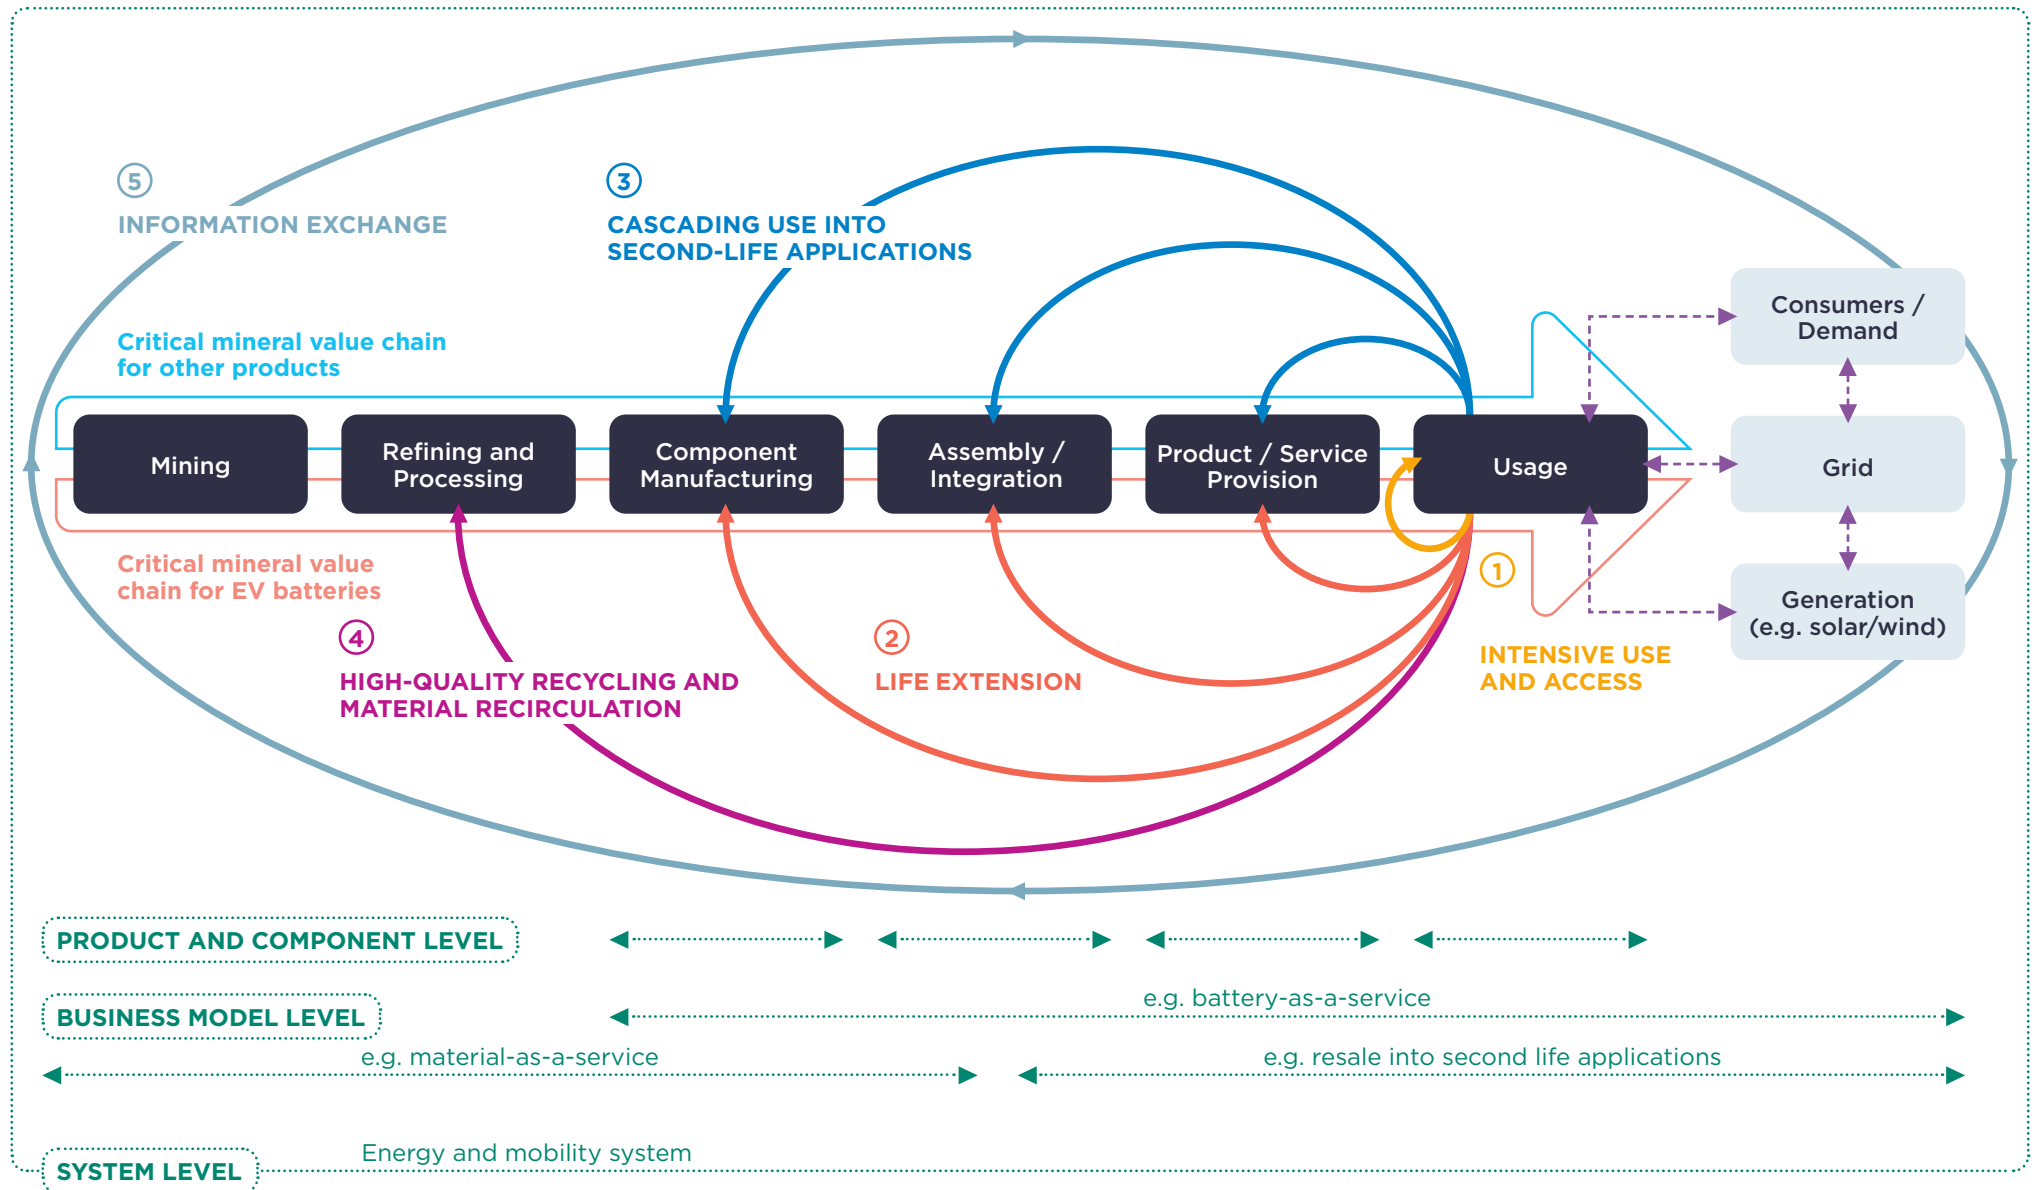 5
INFORMATION EXCHANGE
3
CASCADING USE INTO
SECOND-LIFE APPLICATIONS
Critical mineral value chain
for other products
Mining
Refining and
Processing
Component
Manufacturing
Assembly /
Integration
Product / Service
Provision
Usage
Consumers /
Demand
Grid
Generation
(e.g. solar/wind)
Critical mineral value
chain for EV batteries
4
HIGH-QUALITY RECYCLING AND
MATERIAL RECIRCULATION
2
LIFE EXTENSION
1
INTENSIVE USE
AND ACCESS
PRODUCT AND COMPONENT LEVEL
BUSINESS MODEL LEVEL
e.g. battery-as-a-service
e.g. material-as-a-service
e.g. resale into second life applications
SYSTEM LEVEL
Energy and mobility system